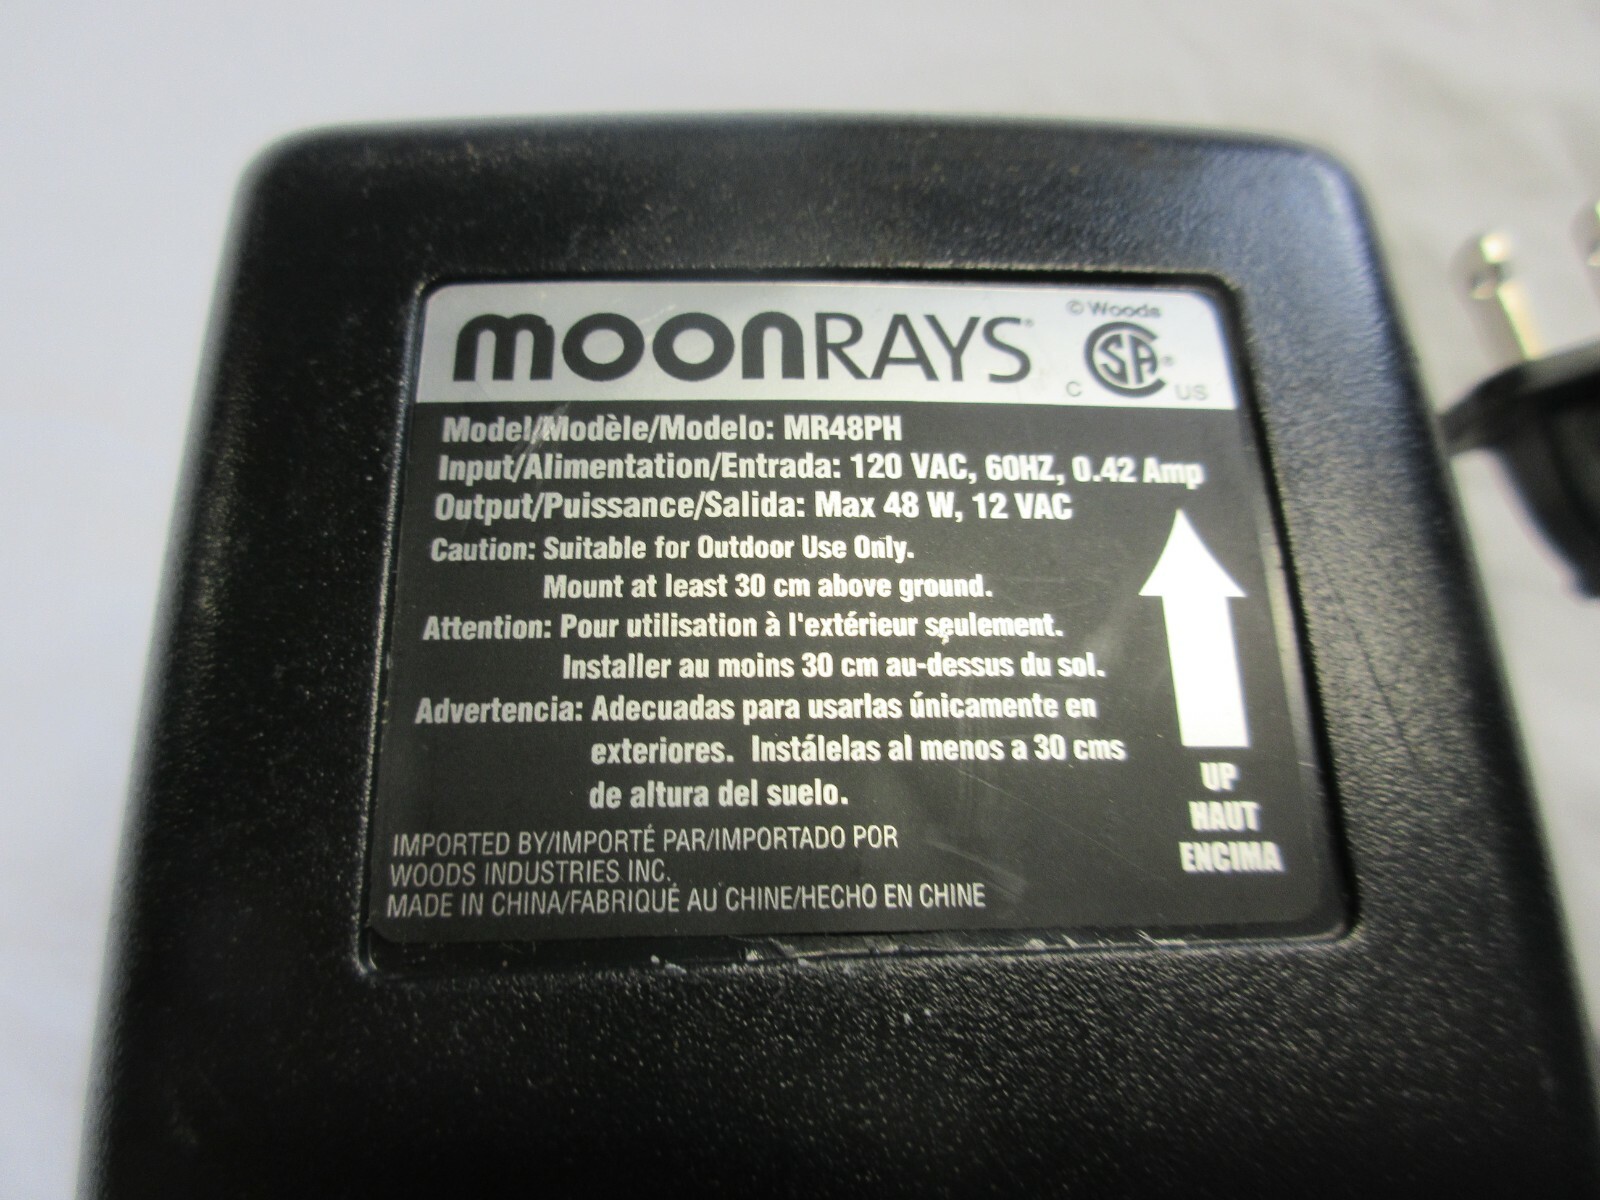 moonRAYS®
© Woods
CSA®
C US
Model/Modèle/Modelo: MR48PH
Input/Alimentation/Entrada: 120 VAC, 60HZ, 0.42 Amp
Output/Puissance/Salida: Max 48 W, 12 VAC
Caution: Suitable for Outdoor Use Only.
Mount at least 30 cm above ground.
Attention: Pour utilisation à l'extérieur seulement.
Installer au moins 30 cm au-dessus du sol.
Advertencia: Adecuadas para usarlas únicamente en
exteriores. Instálelas al menos a 30 cms
de altura del suelo.
UP
HAUT
ENCIMA
IMPORTED BY/IMPORTÉ PAR/IMPORTADO POR
WOODS INDUSTRIES INC.
MADE IN CHINA/FABRIQUÉ AU CHINE/HECHO EN CHINE